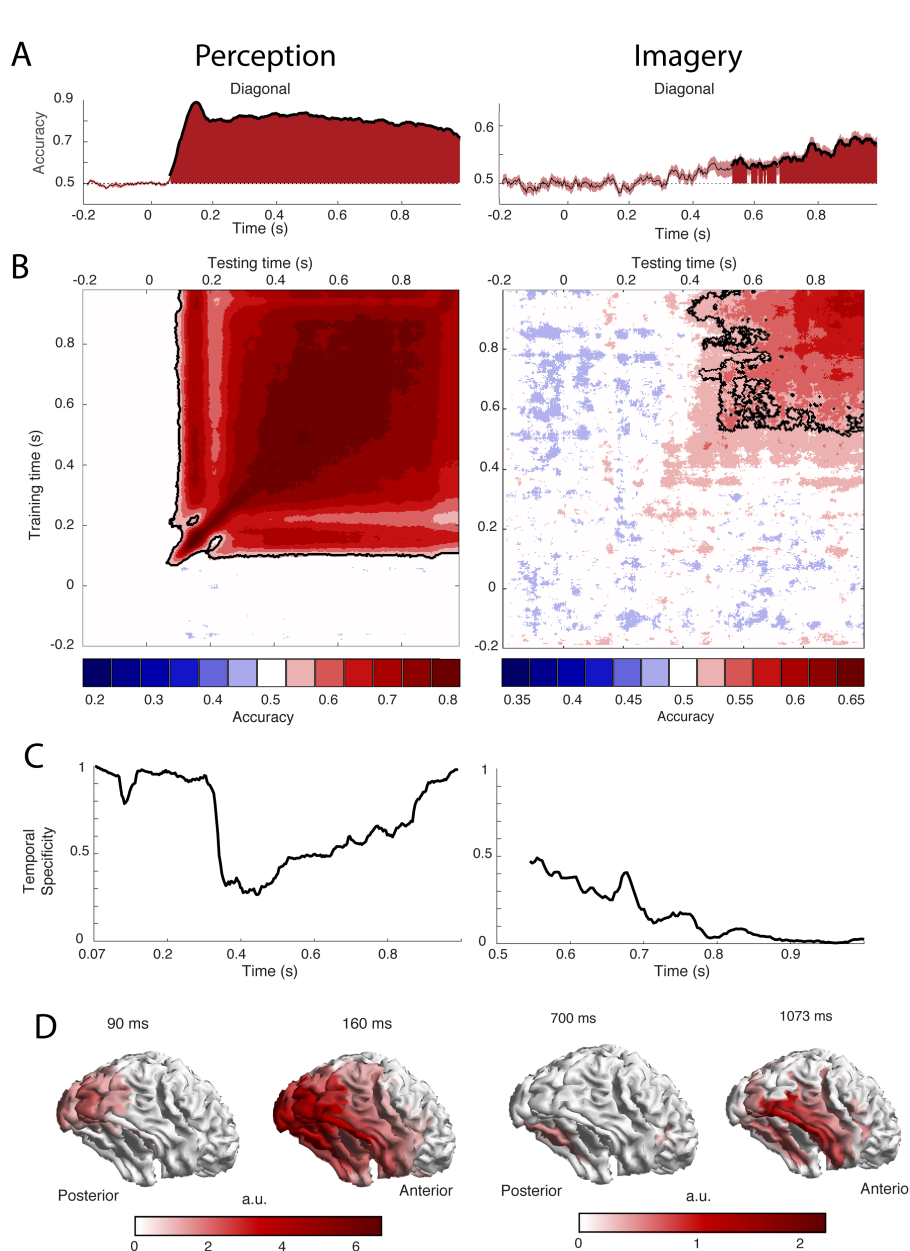 A
Perception
Imagery
Diagonal
Diagonal
Accuracy
0.9
0.7
0.5
-0.2 0 0.2 0.4 0.6 0.8
Time (s)
0.6
0.5
-0.2 0 0.2 0.4 0.6 0.8
Time (s)
B
Testing time (s)
-0.2 0 0.2 0.4 0.6 0.8
Testing time (s)
-0.2 0 0.2 0.4 0.6 0.8
Training time (s)
0.8
0.6
0.4
0.2
0
-0.2
0.8
0.6
0.4
0.2
0
-0.2
0.2 0.3 0.4 0.5 0.6 0.7 0.8
Accuracy
0.35 0.4 0.45 0.5 0.55 0.6 0.65
Accuracy
C
Temporal
Specificity
1
0.5
0
0.07 0.2 0.4 0.6 0.8
Time (s)
1
0.5
0
0.5 0.6 0.7 0.8 0.9
Time (s)
D
90 ms
160 ms
700 ms
1073 ms
Posterior
Anterior
Posterior
Anterio
a.u.
0 2 4 6
a.u.
0 1 2